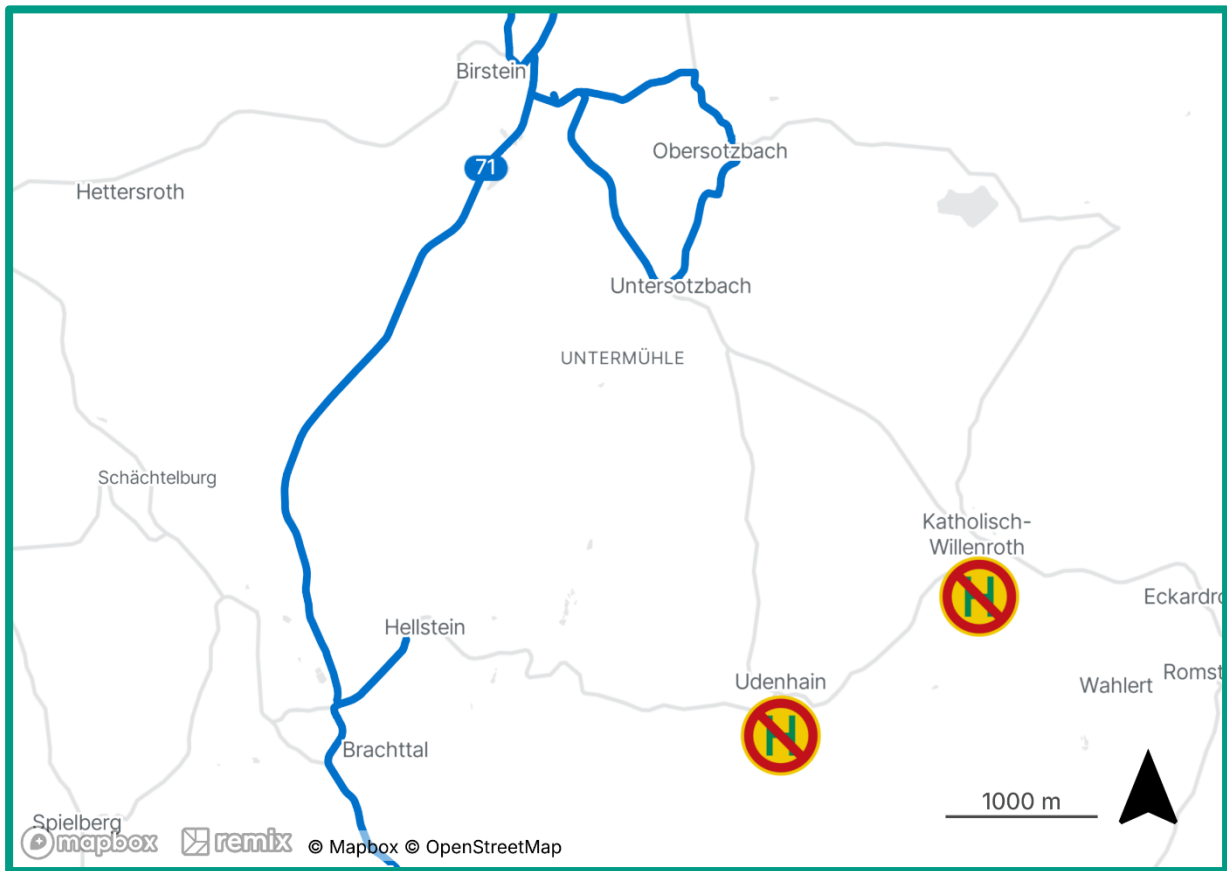 Birstein
71
Obersotzbach
Hettersroth
Untersotzbach
UNTERMÜHLE
Schächtelburg
Katholisch-
Willenroth
Eckardro
Hellstein
H
Udenhain
Romst
Wahlert
H
Brachttal
1000 m
Spielberg
mapbox remix © Mapbox © OpenStreetMap